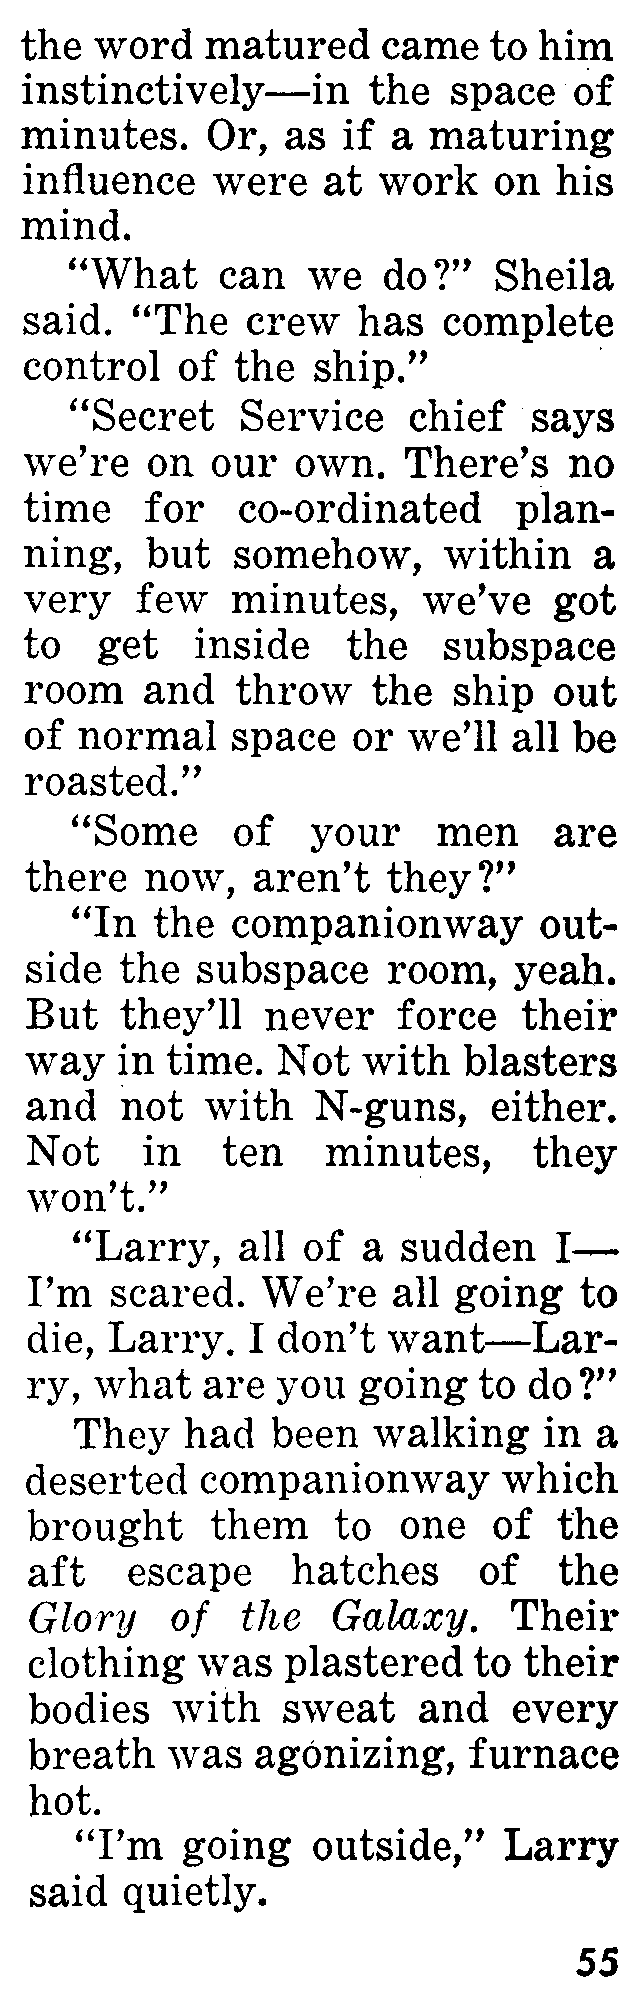 the word matured came to him
instinctively—in the space of
minutes. Or, as if a maturing
influence were at work on his
mind.
“What can we do?” Sheila
said. “The crew has complete
control of the ship.”
“Secret Service chief says
we’re on our own. There’s no
time for co-ordinated plan-
ning, but somehow, within a
very few minutes, we’ve got
to get inside the subspace
room and throw the ship out
of normal space or we’ll all be
roasted.”
“Some of your men are
there now, aren’t they?”
“In the companionway out-
side the subspace room, yeah.
But they’ll never force their
way in time. Not with blasters
and not with N-guns, either.
Not in ten minutes, they
won’t.”
“Larry, all of a sudden I—
I’m scared. We’re all going to
die, Larry. I don’t want—Lar-
ry, what are you going to do?”
They had been walking in a
deserted companionway which
brought them to one of the
aft escape hatches of the
Glory of the Galaxy. Their
clothing was plastered to their
bodies with sweat and every
breath was agonizing, furnace
hot.
“I’m going outside,” Larry
said quietly.
55